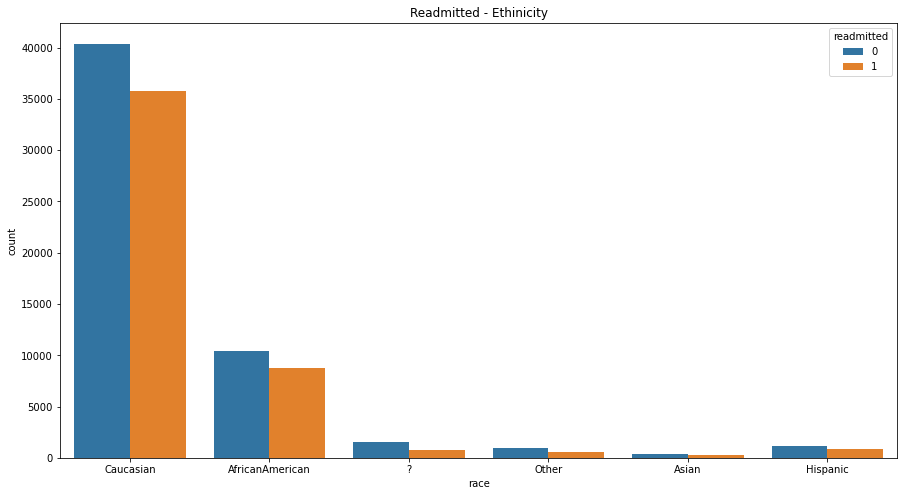 Readmitted - Ethinicity
readmitted
0
1
count
40000
35000
30000
25000
20000
15000
10000
5000
0
Caucasian
AfricanAmerican
?
Other
Asian
Hispanic
race